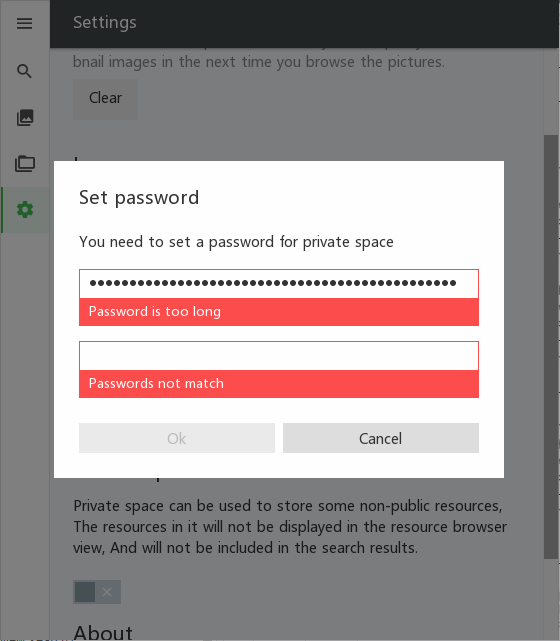 Settings
bnail images in the next time you browse the pictures.
Clear
Set password
You need to set a password for private space
••••••••••••••••••••••••••••••••••••••••••••••
Password is too long
Passwords not match
Ok
Cancel
Private space can be used to store some non-public resources,
The resources in it will not be displayed in the resource browser
view, And will not be included in the search results.
About